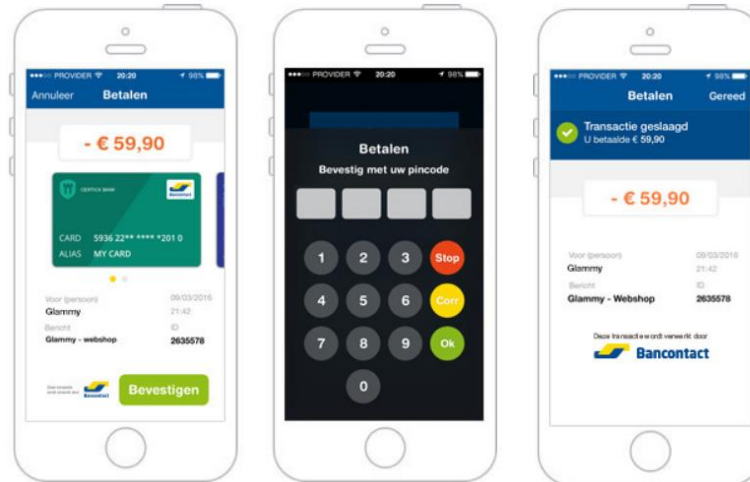 PROVIDER 20:20 98%
Annuleer Betalen
- € 59,90
CERTICK BANK Bancontact
CARD 5936 22** **** *201 0
ALIAS MY CARD
Voor (persoon) 09/03/2016
Glammy 21:42
Bericht ID
Glammy - webshop 2635578
Bancontact Bevestigen
PROVIDER 20:20 98%
Betalen
Bevestig met uw pincode
1 2 3 Stop
4 5 6 Corr
7 8 9 Ok
0
PROVIDER 20:20 98%
Betalen Gereed
Transactie geslaagd
U betaalde € 59,90
- € 59,90
Voor (persoon) 09/03/2016
Glammy 21:42
Bericht ID
Glammy - Webshop 2635578
Deze transactie wordt verwerkt door
Bancontact